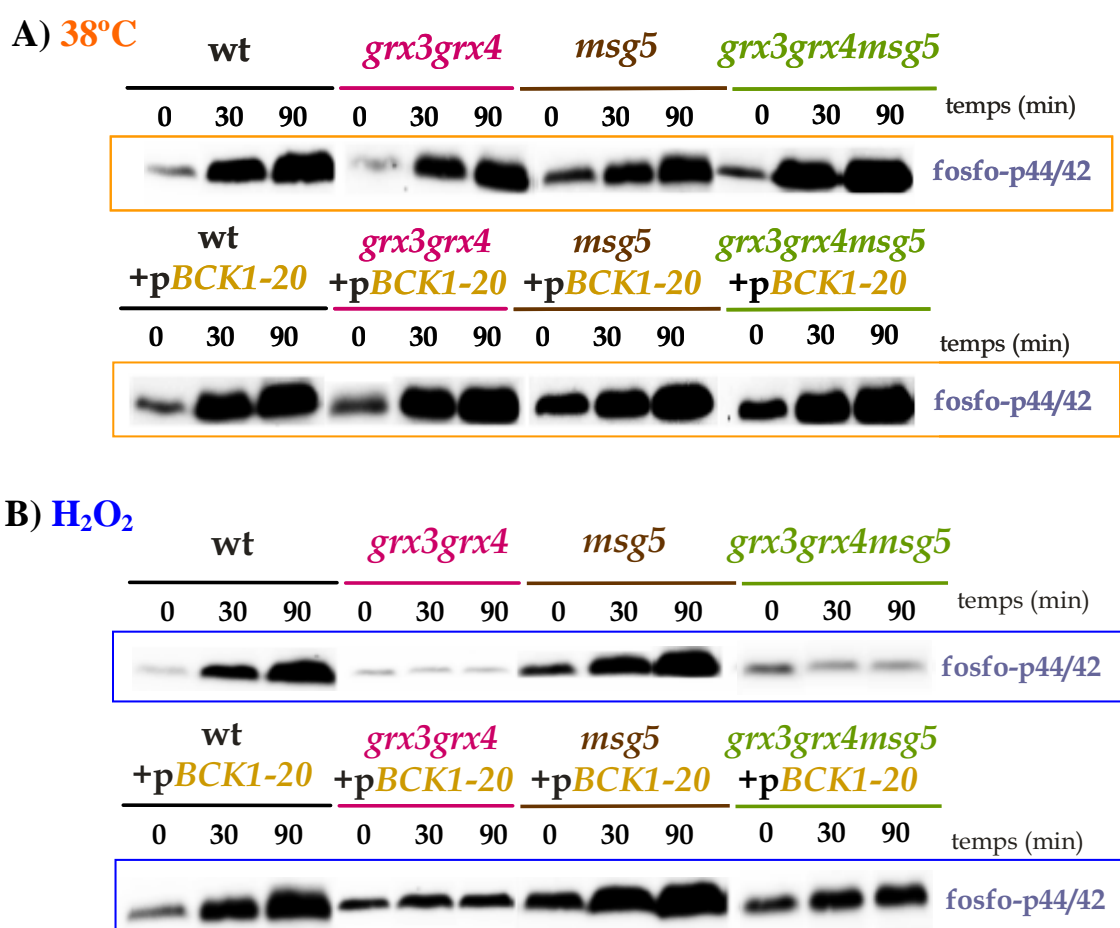 A) 38ºC
wt grx3grx4 msg5 grx3grx4msg5
0 30 90 0 30 90 0 30 90 0 30 90 temps (min)
fosfo-p44/42
wt grx3grx4 msg5 grx3grx4msg5
+pBCK1-20 +pBCK1-20 +pBCK1-20 +pBCK1-20
0 30 90 0 30 90 0 30 90 0 30 90 temps (min)
fosfo-p44/42
B) H₂O₂
wt grx3grx4 msg5 grx3grx4msg5
0 30 90 0 30 90 0 30 90 0 30 90 temps (min)
fosfo-p44/42
wt grx3grx4 msg5 grx3grx4msg5
+pBCK1-20 +pBCK1-20 +pBCK1-20 +pBCK1-20
0 30 90 0 30 90 0 30 90 0 30 90 temps (min)
fosfo-p44/42